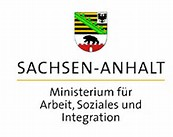 SACHSEN-ANHALT
Ministerium für
Arbeit, Soziales und
Integration